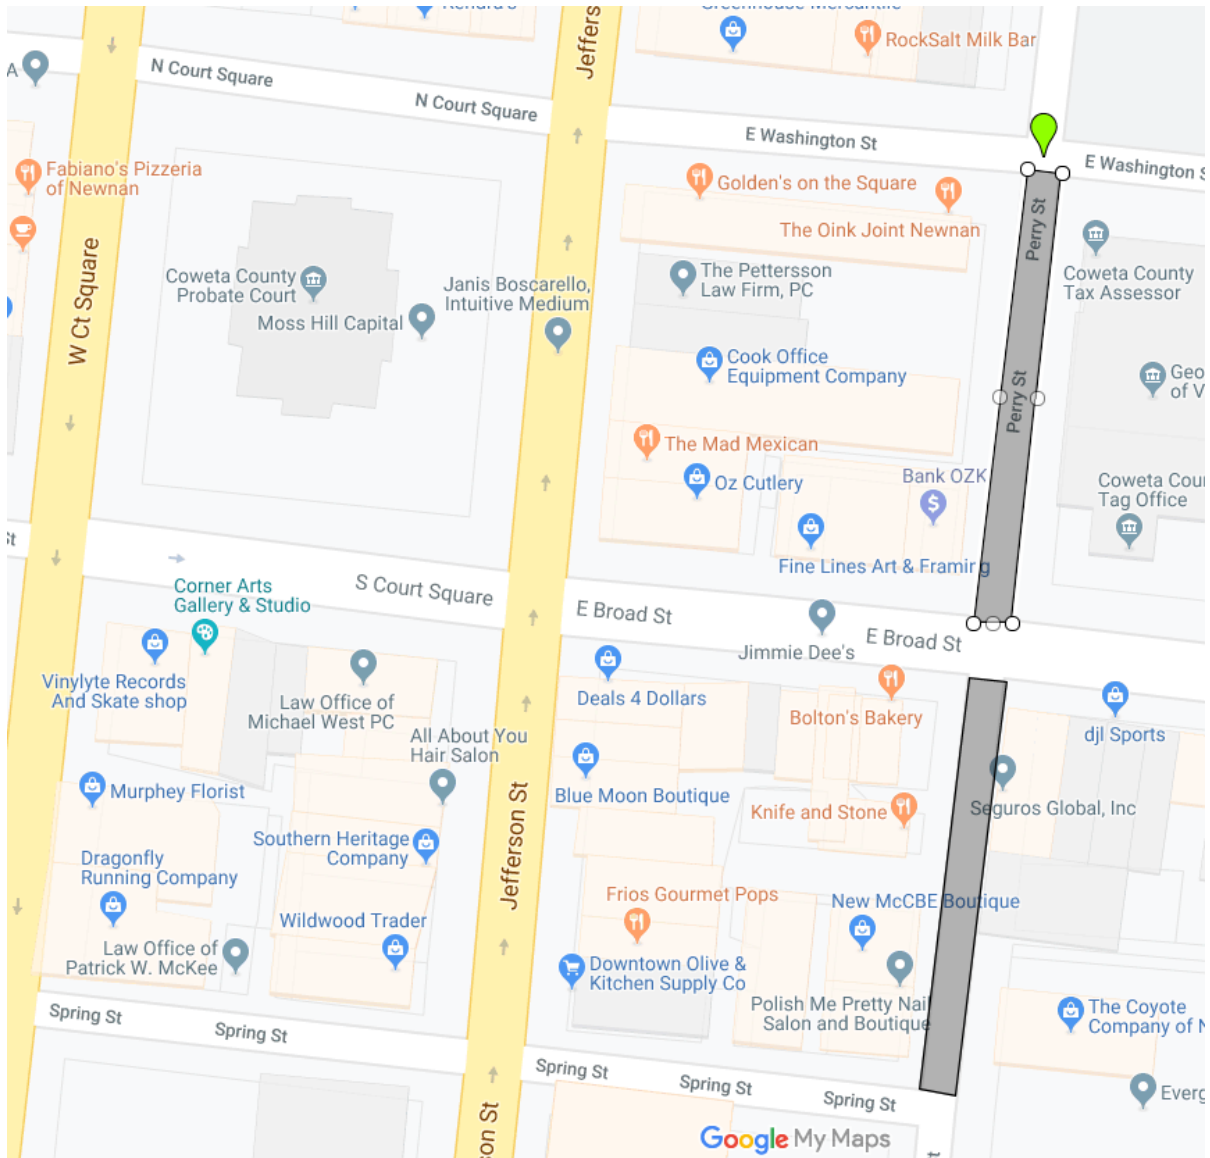 Kendra's
Greenhouse Mercantile
Jeffers
RockSalt Milk Bar
A
N Court Square
N Court Square
E Washington St
E Washington S
Fabiano's Pizzeria
of Newnan
Golden's on the Square
The Oink Joint Newnan
Perry St
W Ct Square
Coweta County
Probate Court
Moss Hill Capital
Janis Boscarello,
Intuitive Medium
The Pettersson
Law Firm, PC
Coweta County
Tax Assessor
Cook Office
Equipment Company
Perry St
Geo
of V
The Mad Mexican
Oz Cutlery
Bank OZK
Coweta Cou
Tag Office
Fine Lines Art & Framing
St
Corner Arts
Gallery & Studio
S Court Square
E Broad St
E Broad St
Jimmie Dee's
Vinylyte Records
And Skate shop
Law Office of
Michael West PC
Deals 4 Dollars
Bolton's Bakery
djl Sports
All About You
Hair Salon
Murphey Florist
Blue Moon Boutique
Knife and Stone
Seguros Global, Inc
Southern Heritage
Company
Jefferson St
Dragonfly
Running Company
Frios Gourmet Pops
New McCBE Boutique
Wildwood Trader
Law Office of
Patrick W. McKee
Downtown Olive &
Kitchen Supply Co
Polish Me Pretty Nail
Salon and Boutique
The Coyote
Company of N
Spring St
Spring St
Spring St
Spring St
Spring St
Everg
son St
Google My Maps
t